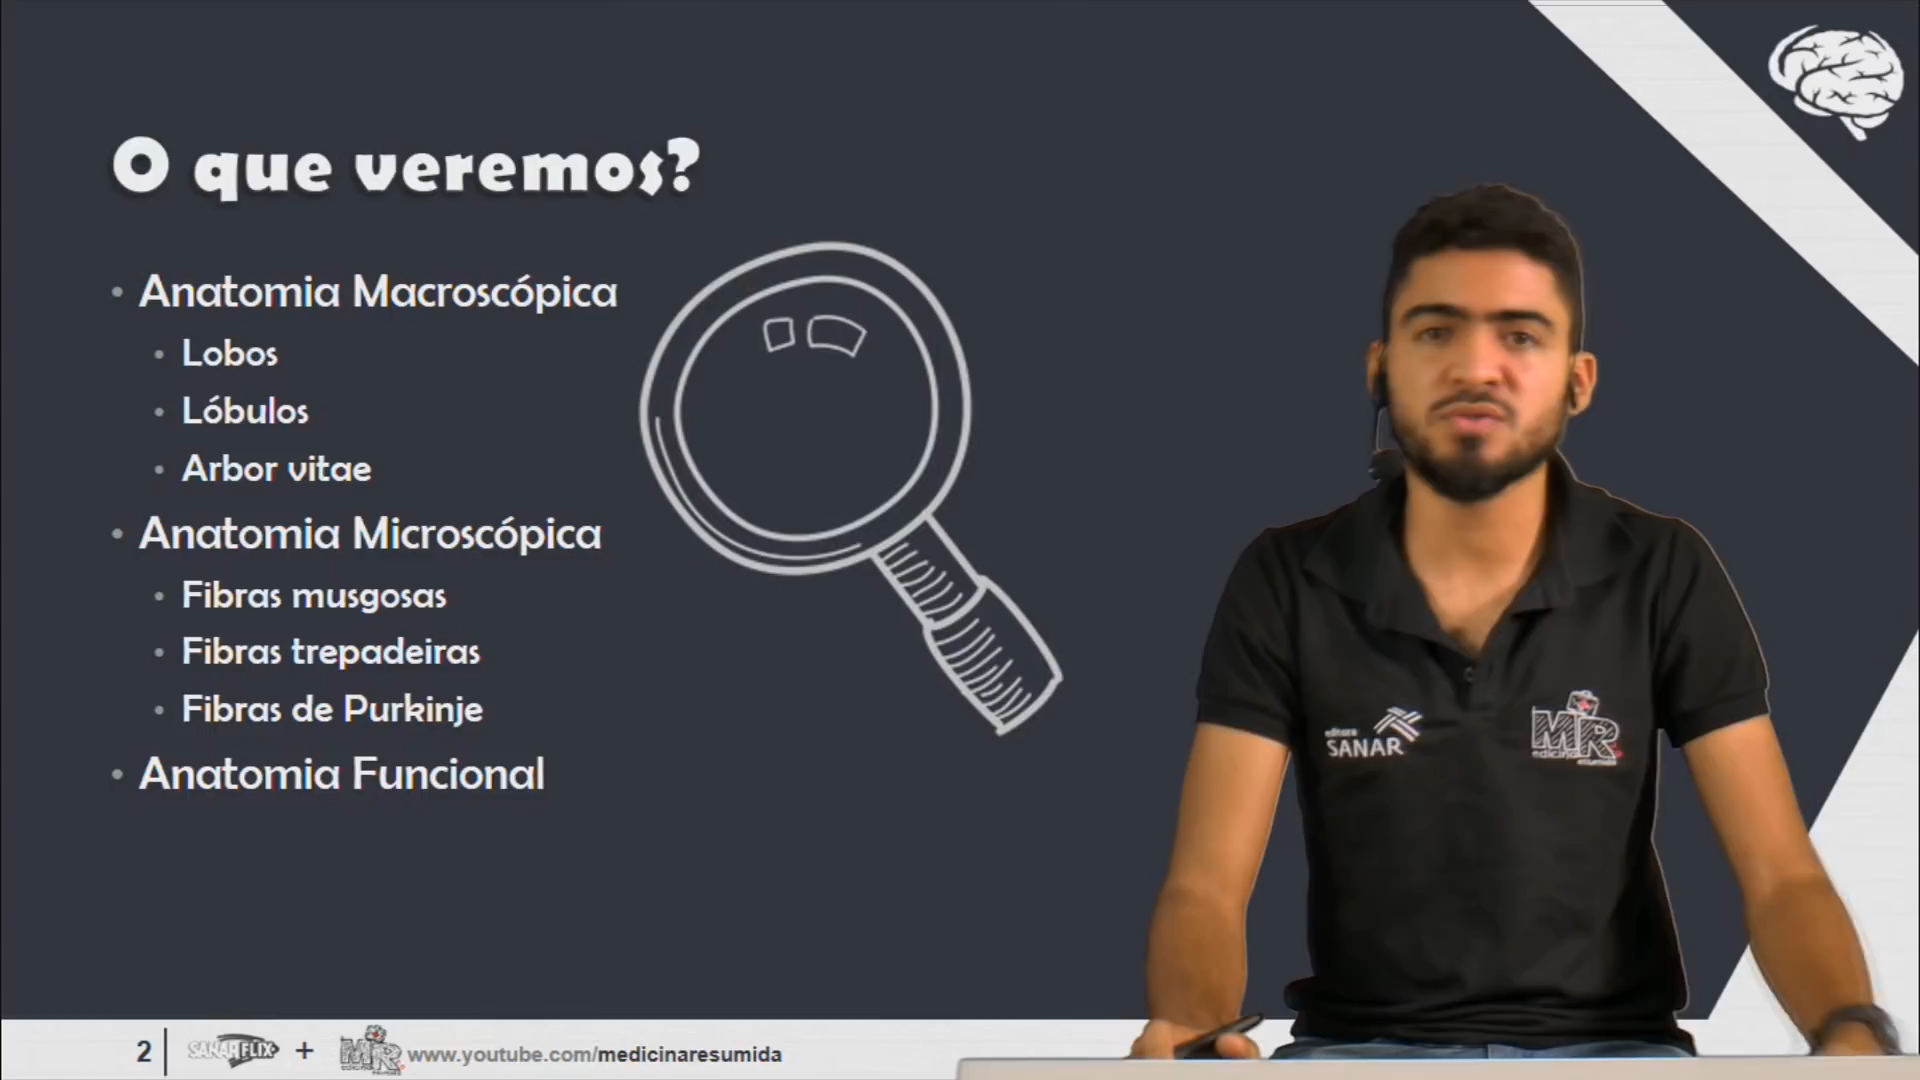 O que veremos?
Anatomia Macroscópica
Lobos
Lóbulos
Arbor vitae
Anatomia Microscópica
Fibras musgosas
Fibras trepadeiras
Fibras de Purkinje
Anatomia Funcional
editora
SANAR
MR
2
SANARFLIX + MR www.youtube.com/medicinaresumida